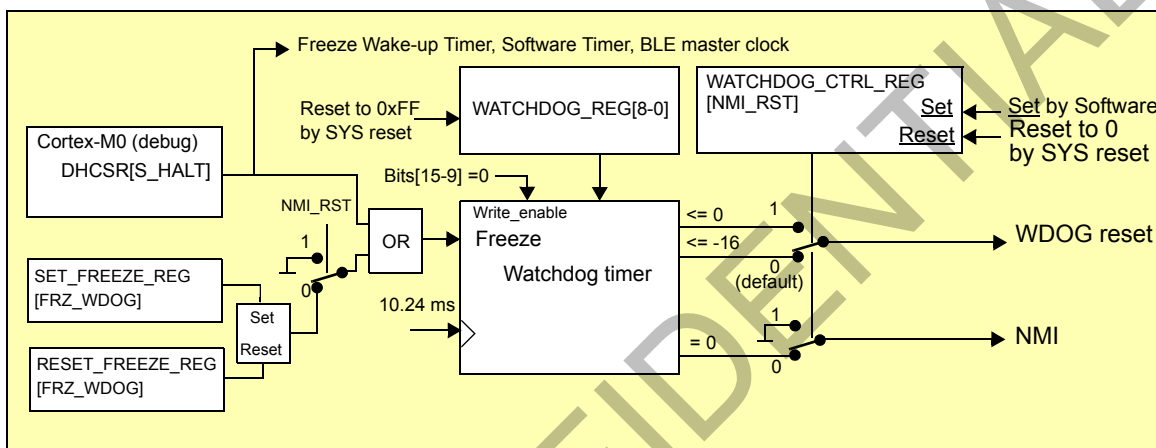 Freeze Wake-up Timer, Software Timer, BLE master clock
Cortex-M0 (debug)
DHCSR[S_HALT]
Reset to 0xFF
by SYS reset
WATCHDOG_REG[8-0]
WATCHDOG_CTRL_REG
[NMI_RST]
Set
Reset
Set by Software
Reset to 0
by SYS reset
Bits[15-9] =0
NMI_RST
1
0
OR
SET_FREEZE_REG
[FRZ_WDOG]
Set
Reset
RESET_FREEZE_REG
[FRZ_WDOG]
10.24 ms
Write_enable
Freeze
Watchdog timer
<= 0
<= -16
= 0
1
0
(default)
WDOG reset
1
0
NMI